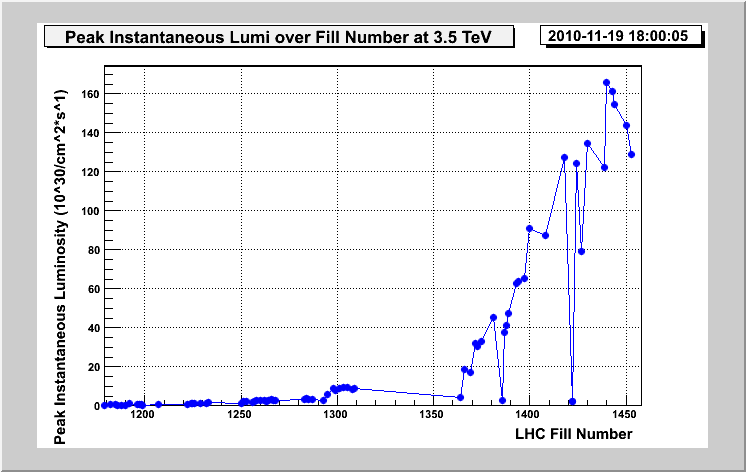 Peak Instantaneous Lumi over Fill Number at 3.5 TeV
2010-11-19 18:00:05
Peak Instantaneous Luminosity (10^30/cm^2*s^1)
160
140
120
100
80
60
40
20
0
1200 1250 1300 1350 1400 1450
LHC Fill Number